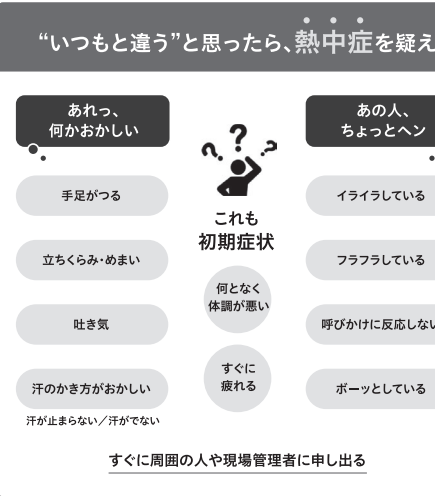 “いつもと違う”と思ったら、熱中症を疑え
あれっ、
何かおかしい
手足がつる
立ちくらみ・めまい
吐き気
汗のかき方がおかしい
汗が止まらない／汗がでない
???
これも
初期症状
何となく
体調が悪い
すぐに
疲れる
あの人、
ちょっとヘン
イライラしている
フラフラしている
呼びかけに反応しない
ボーッとしている
すぐに周囲の人や現場管理者に申し出る